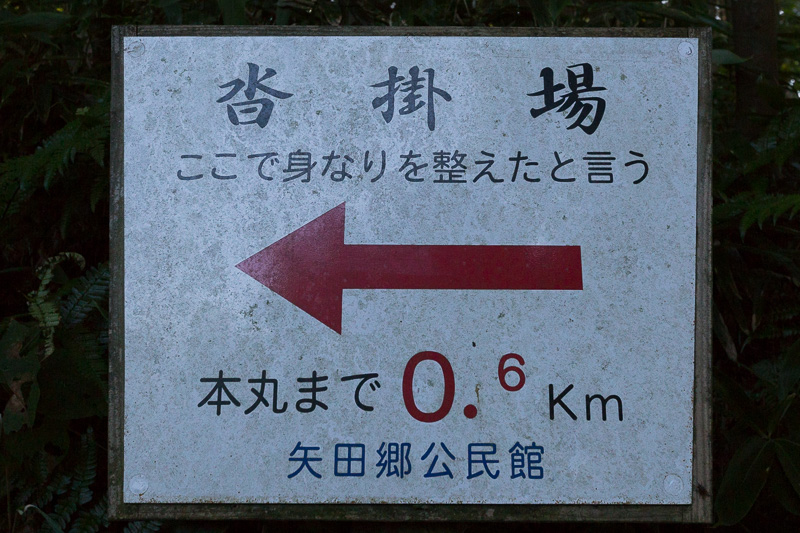 沓掛場
ここで身なりを整えたと言う
本丸まで 0.6 Km
矢田郷公民館